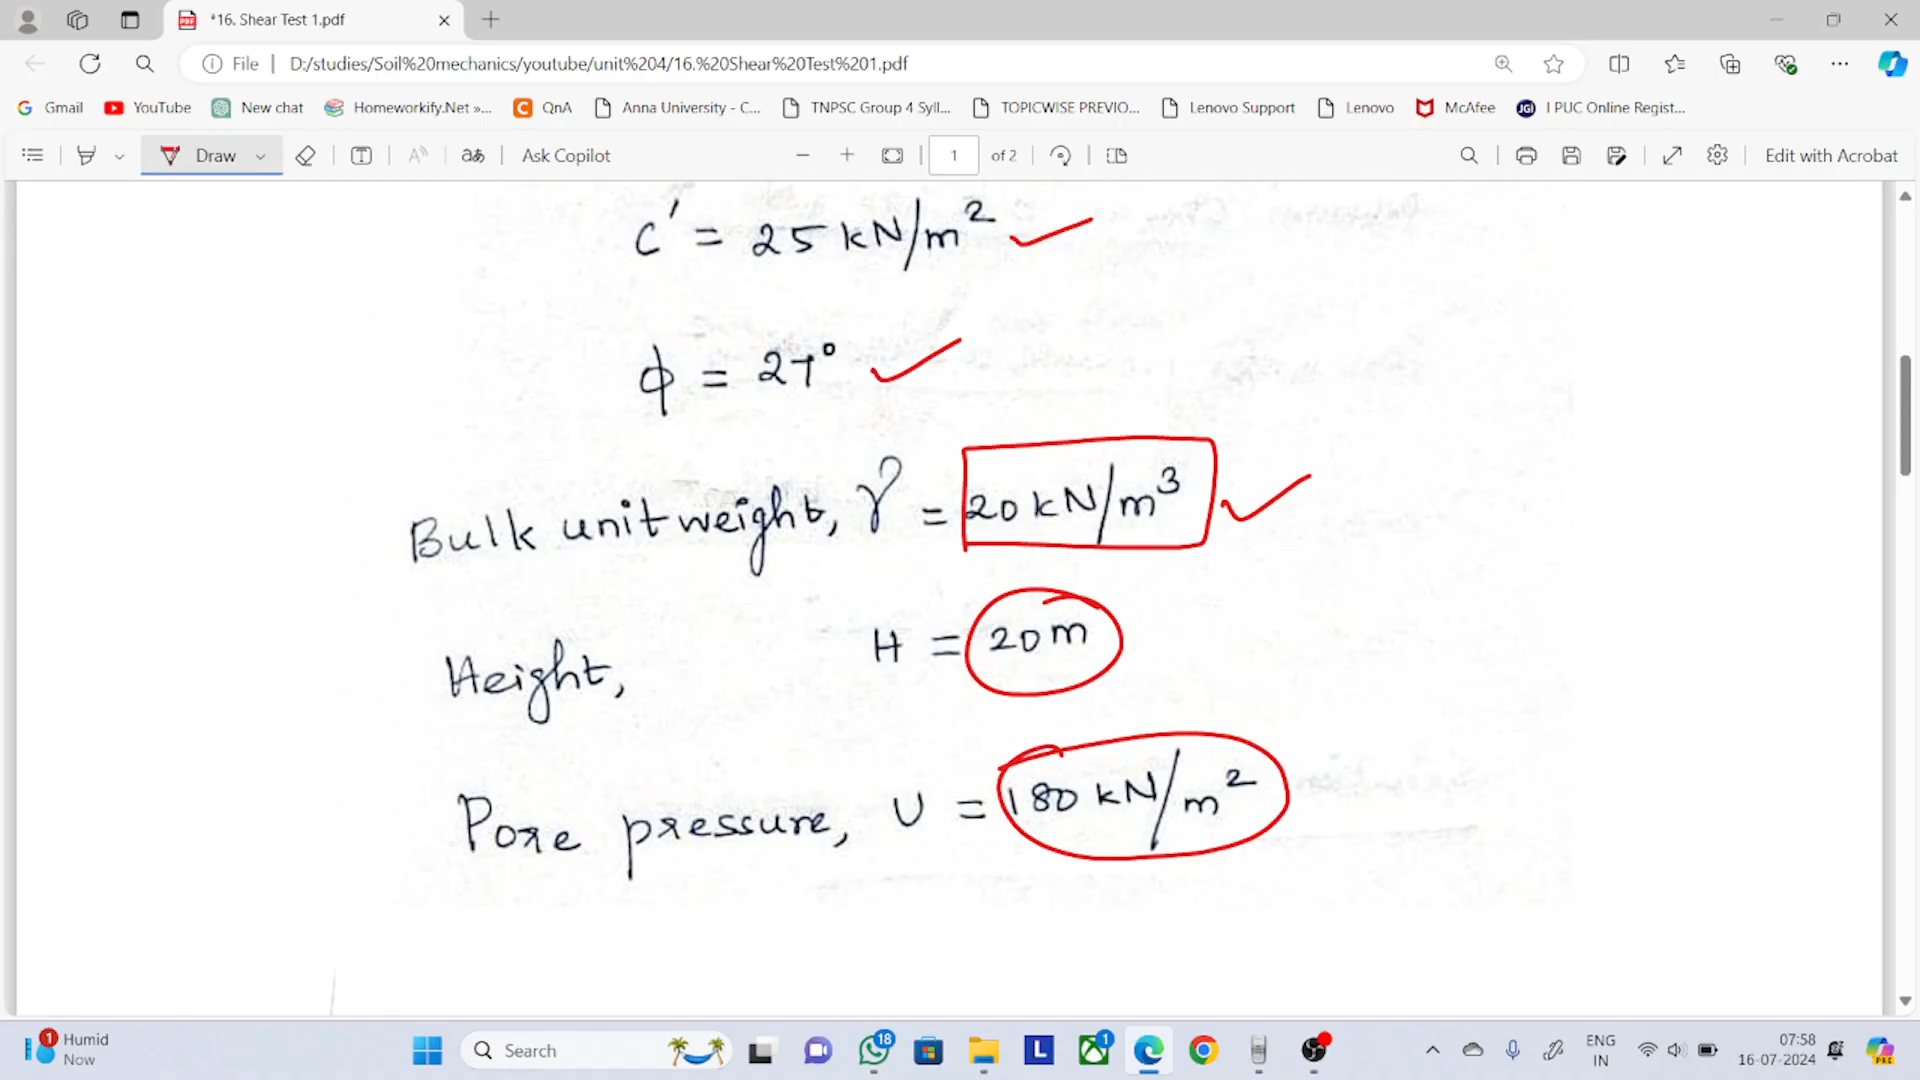 *16. Shear Test 1.pdf
File | D:/studies/Soil%20mechanics/youtube/unit%204/16.%20Shear%20Test%201.pdf
Gmail YouTube New chat Homeworkify.Net »... QnA Anna University - C... TNPSC Group 4 Syll... TOPICWISE PREVIO... Lenovo Support Lenovo McAfee I PUC Online Regist...
Draw Ask Copilot 1 of 2 Edit with Acrobat
C' = 25 kN/m²
ϕ = 27°
Bulk unit weight, γ = 20 kN/m³
Height, H = 20 m
Pore pressure, U = 180 kN/m²
1 Humid
Now
Search
18
1
ENG
IN
07:58
16-07-2024